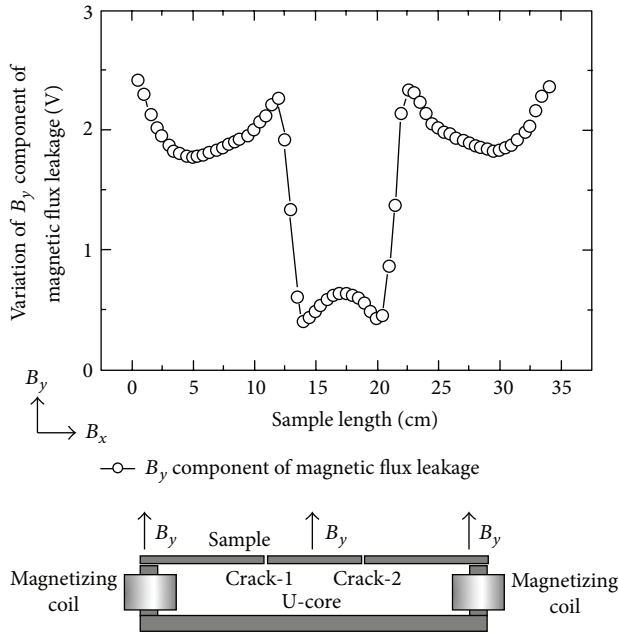 Variation of By component of
magnetic flux leakage (V)
3
2
1
0
0 5 10 15 20 25 30 35
Sample length (cm)
By
Bx
By component of magnetic flux leakage
By Sample By By
Magnetizing
coil
Crack-1 Crack-2
U-core
Magnetizing
coil